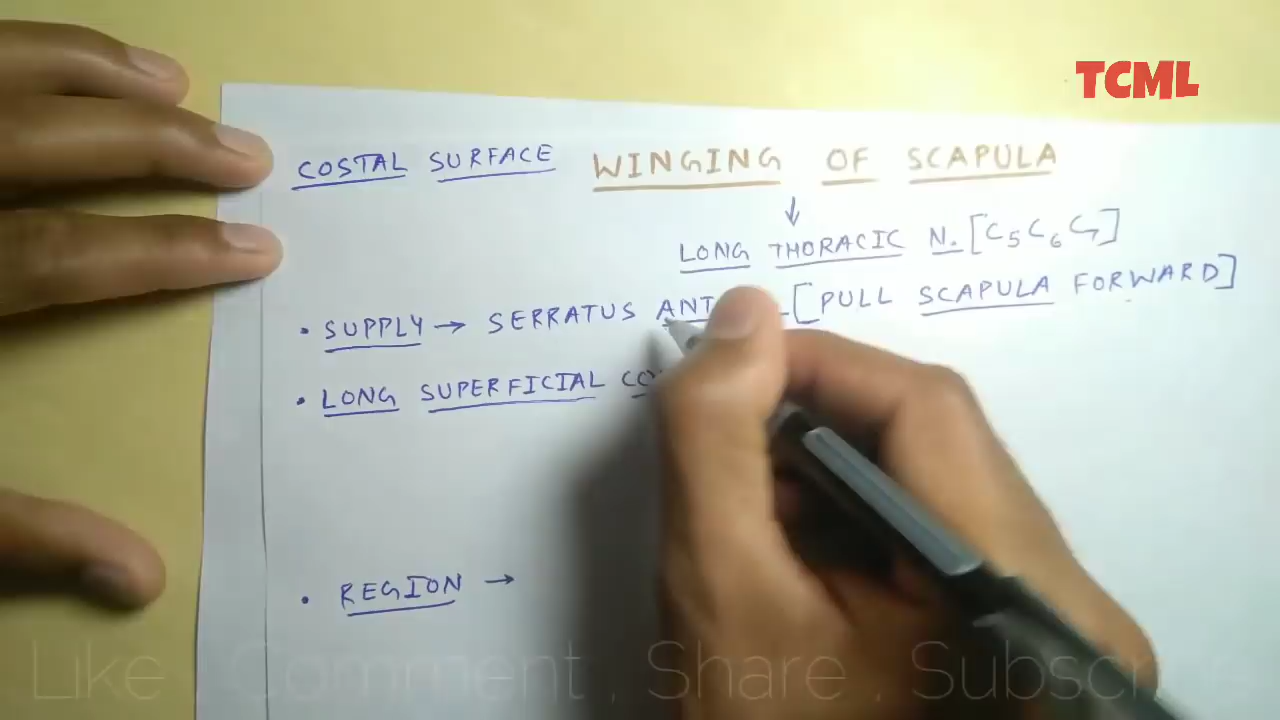 TCML
COSTAL SURFACE WINGING OF SCAPULA
↓
LONG THORACIC N. [C5 C6 C7]
• SUPPLY → SERRATUS ANT [PULL SCAPULA FORWARD]
• LONG SUPERFICIAL
• REGION →
Like , Comment , Share , Subscribe